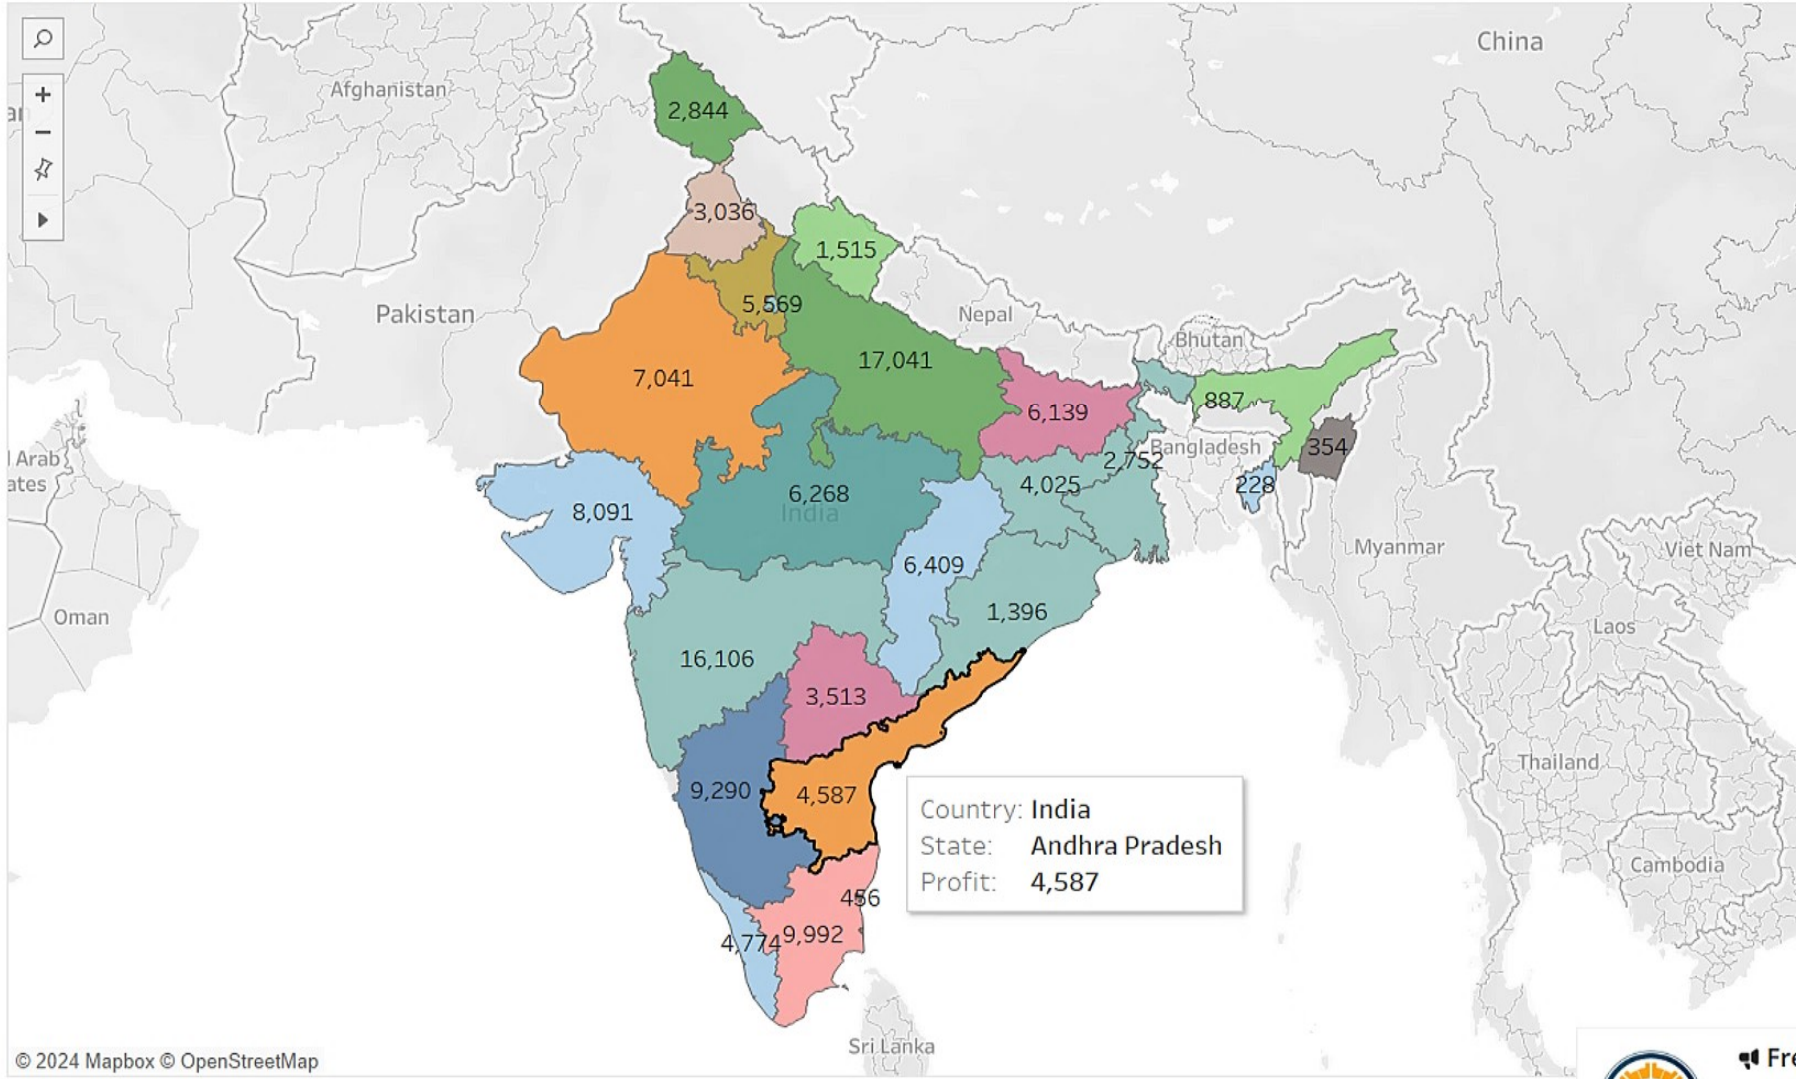 China
Afghanistan
2,844
an
3,036
1,515
5,569
Pakistan
Nepal
Bhutan
17,041
7,041
887
6,139
354
Bangladesh
2,752
l Arab
ates
4,025
228
6,268
India
8,091
Myanmar
Viet Nam
6,409
1,396
Oman
Laos
16,106
3,513
Thailand
9,290
4,587
Country: India
State: Andhra Pradesh
Profit: 4,587
Cambodia
456
4,774
9,992
Sri Lanka
© 2024 Mapbox © OpenStreetMap
Fre